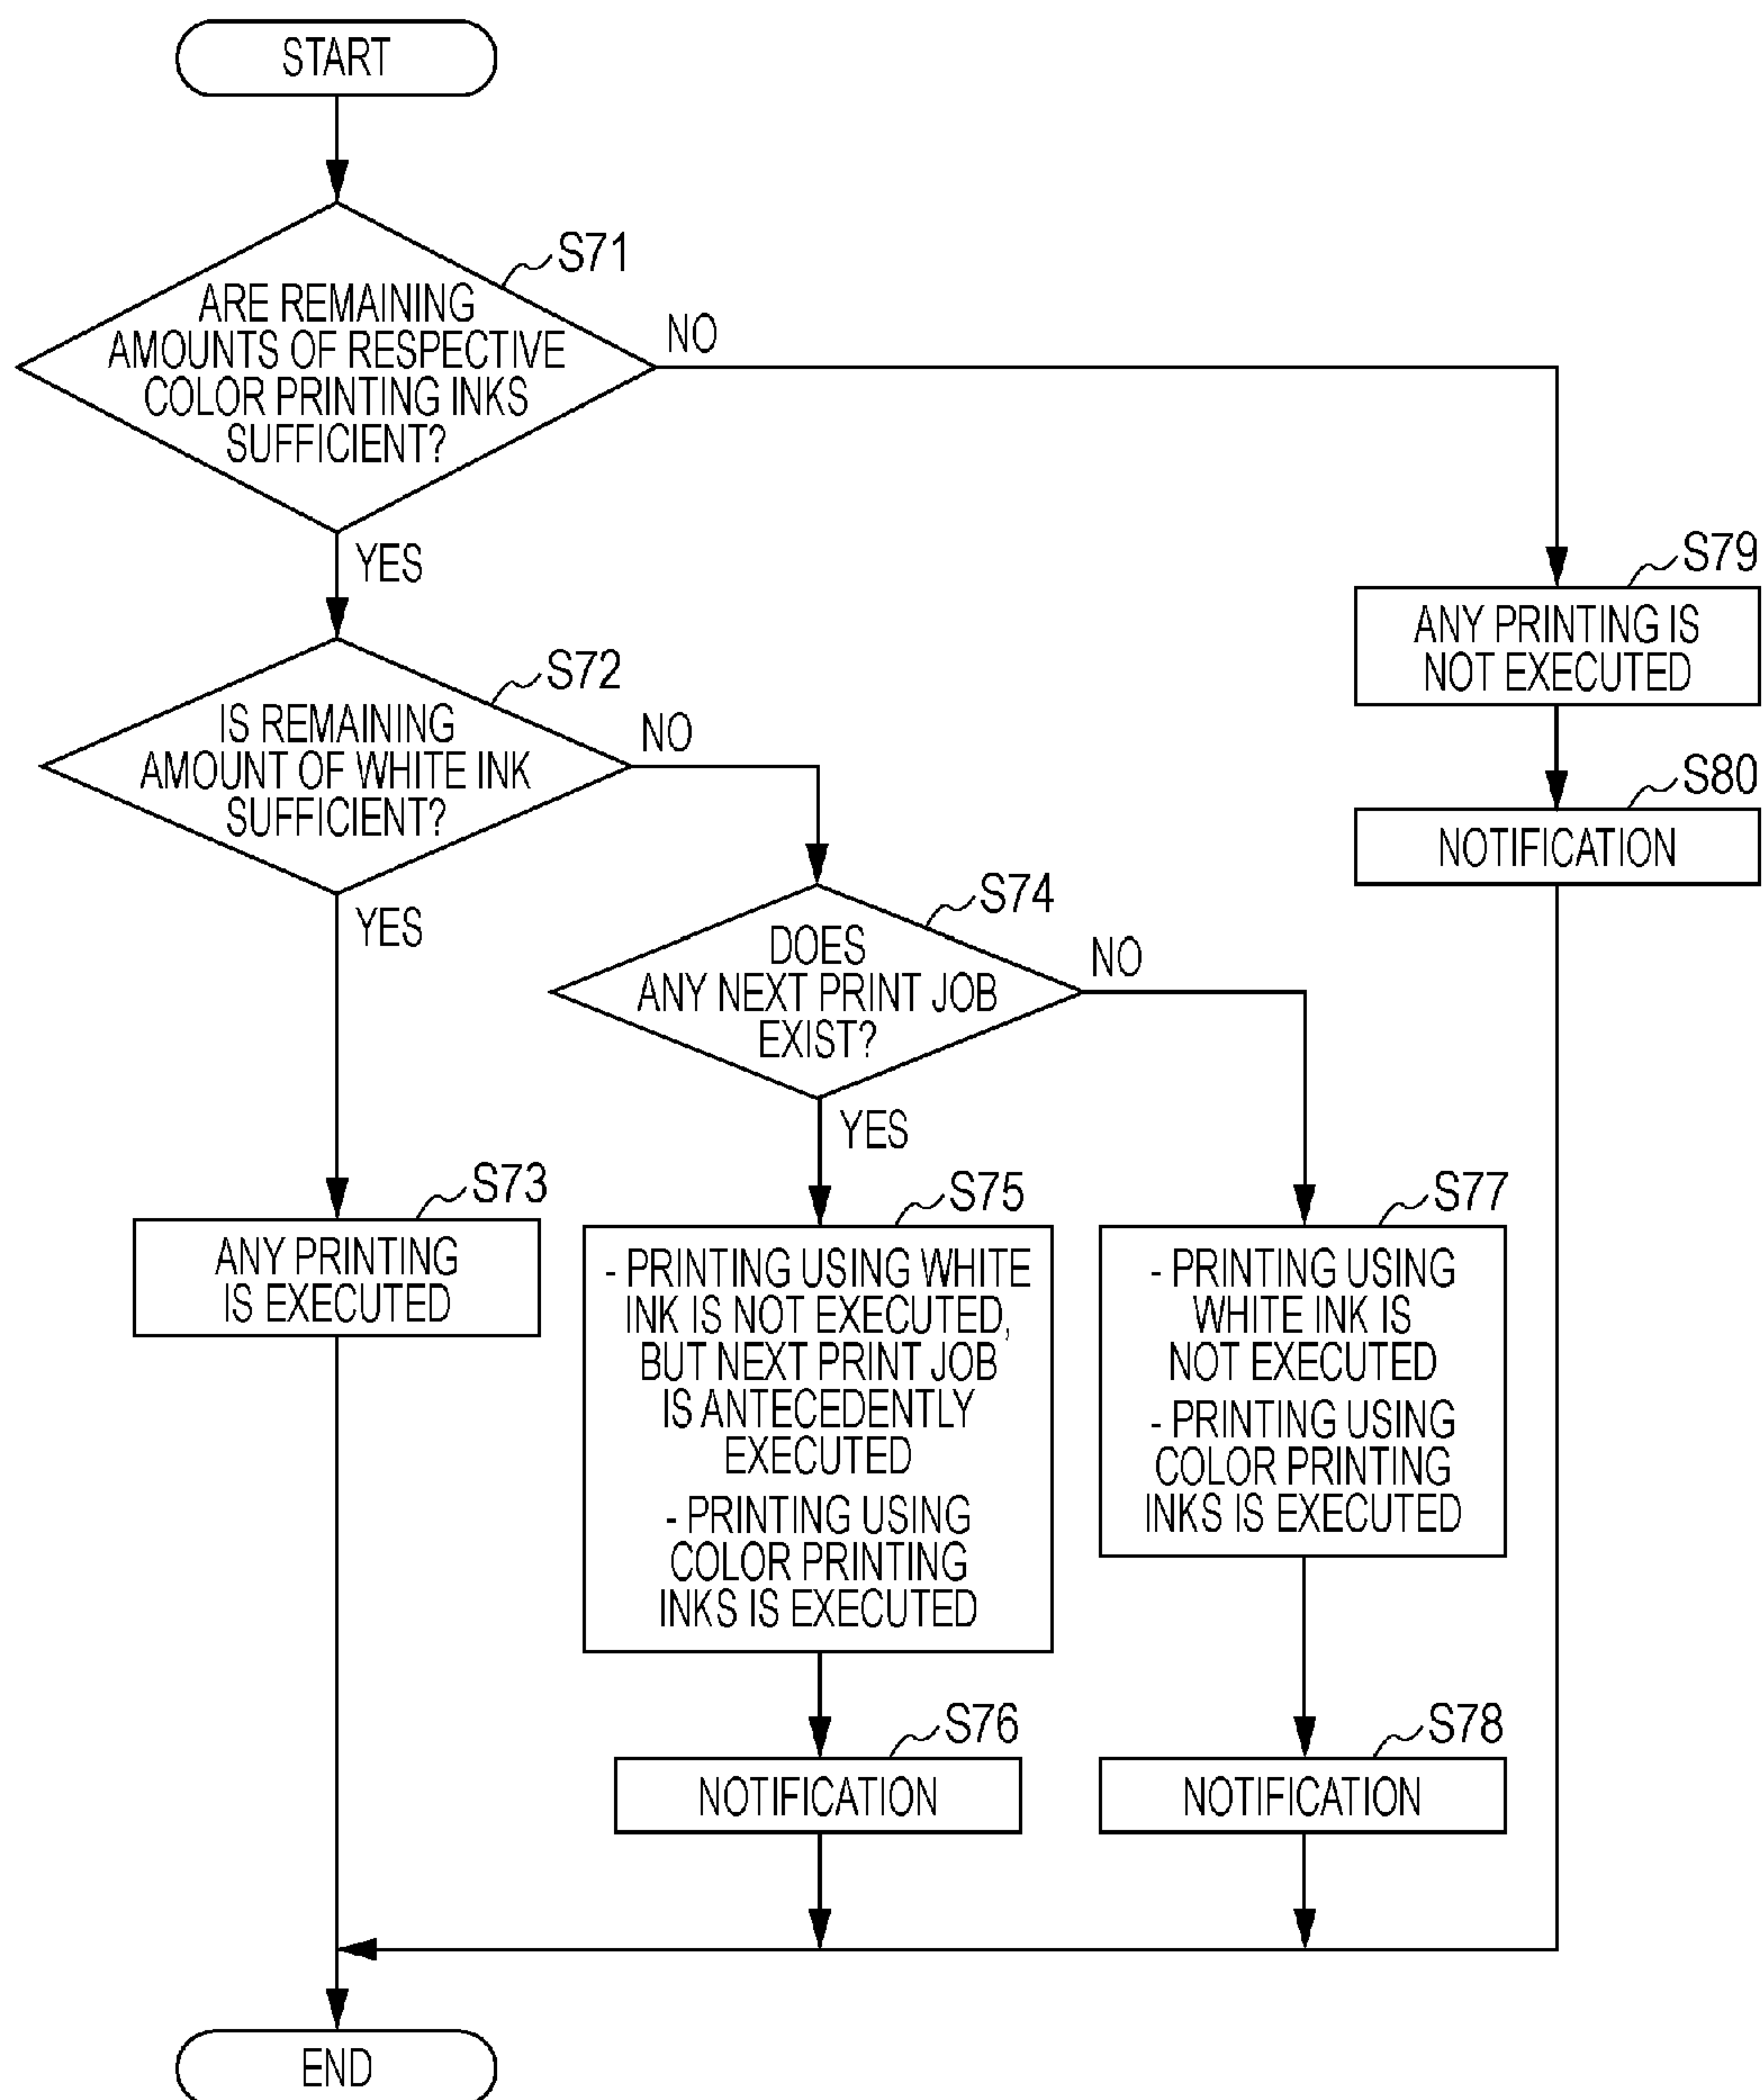 START
S71
ARE REMAINING
AMOUNTS OF RESPECTIVE
COLOR PRINTING INKS
SUFFICIENT?
NO
YES
S79
ANY PRINTING IS
NOT EXECUTED
S72
IS REMAINING
AMOUNT OF WHITE INK
SUFFICIENT?
NO
YES
S80
NOTIFICATION
S74
DOES
ANY NEXT PRINT JOB
EXIST?
NO
YES
S73
ANY PRINTING
IS EXECUTED
S75
- PRINTING USING WHITE
INK IS NOT EXECUTED,
BUT NEXT PRINT JOB
IS ANTECEDENTLY
EXECUTED
- PRINTING USING
COLOR PRINTING
INKS IS EXECUTED
S77
- PRINTING USING
WHITE INK IS
NOT EXECUTED
- PRINTING USING
COLOR PRINTING
INKS IS EXECUTED
S76
NOTIFICATION
S78
NOTIFICATION
END